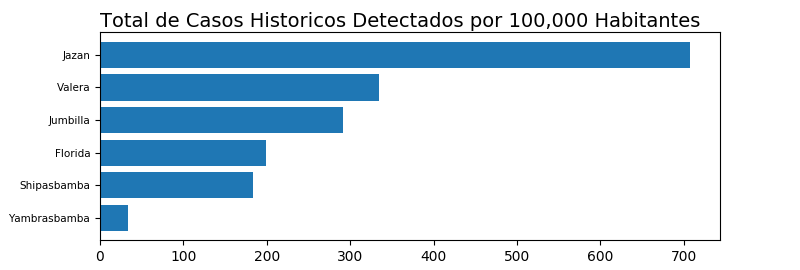 Total de Casos Historicos Detectados por 100,000 Habitantes
Jazan
Valera
Jumbilla
Florida
Shipasbamba
Yambrasbamba
0 100 200 300 400 500 600 700